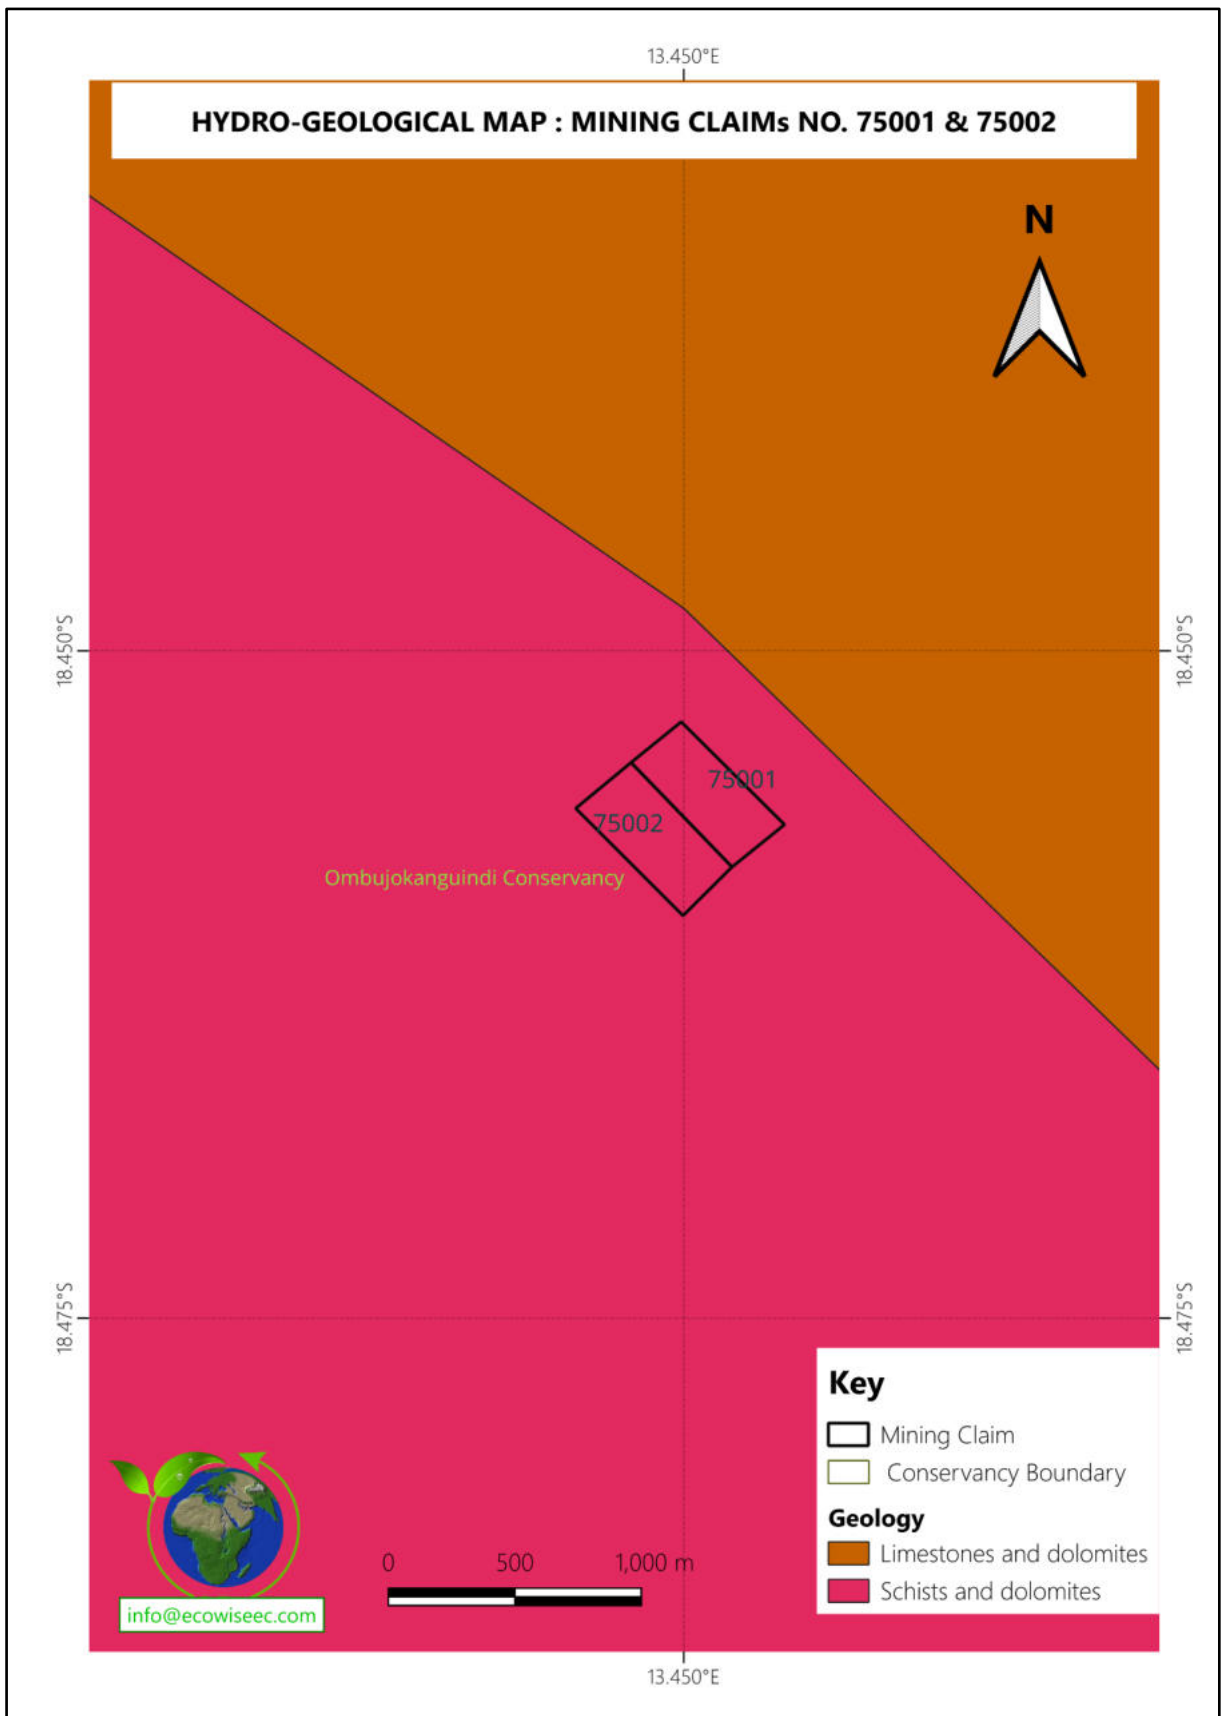 13.450°E
HYDRO-GEOLOGICAL MAP : MINING CLAIMs NO. 75001 & 75002
N
18.450°S
18.450°S
75001
75002
Ombujokanguindi Conservancy
18.475°S
18.475°S
Key
Mining Claim
Conservancy Boundary
Geology
Limestones and dolomites
Schists and dolomites
0 500 1,000 m
info@ecowiseec.com
13.450°E